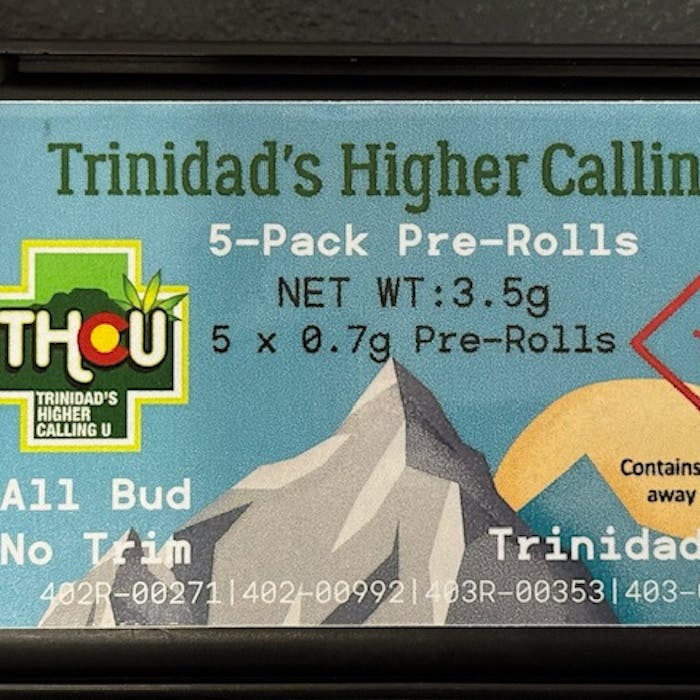 Trinidad's Higher Callin
5-Pack Pre-Rolls
NET WT:3.5g
5 x 0.7g Pre-Rolls
THCU
TRINIDAD'S
HIGHER
CALLING U
Contains
away
All Bud
No Trim
Trinidad
402R-00271|402-00992|403R-00353|403-